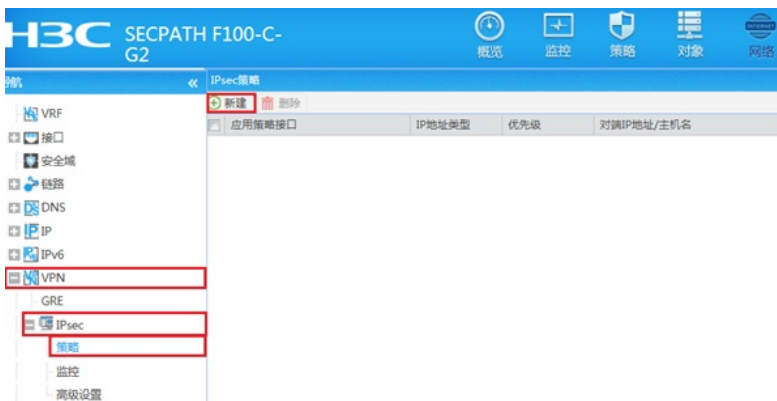 H3C SECPATH F100-C-G2
概览 监控 策略 对象 网络
导航 « IPsec策略
新建 删除
应用策略接口 IP地址类型 优先级 对端IP地址/主机名
VRF
接口
安全域
链路
DNS
IP
IPv6
VPN
GRE
IPsec
策略
监控
高级设置